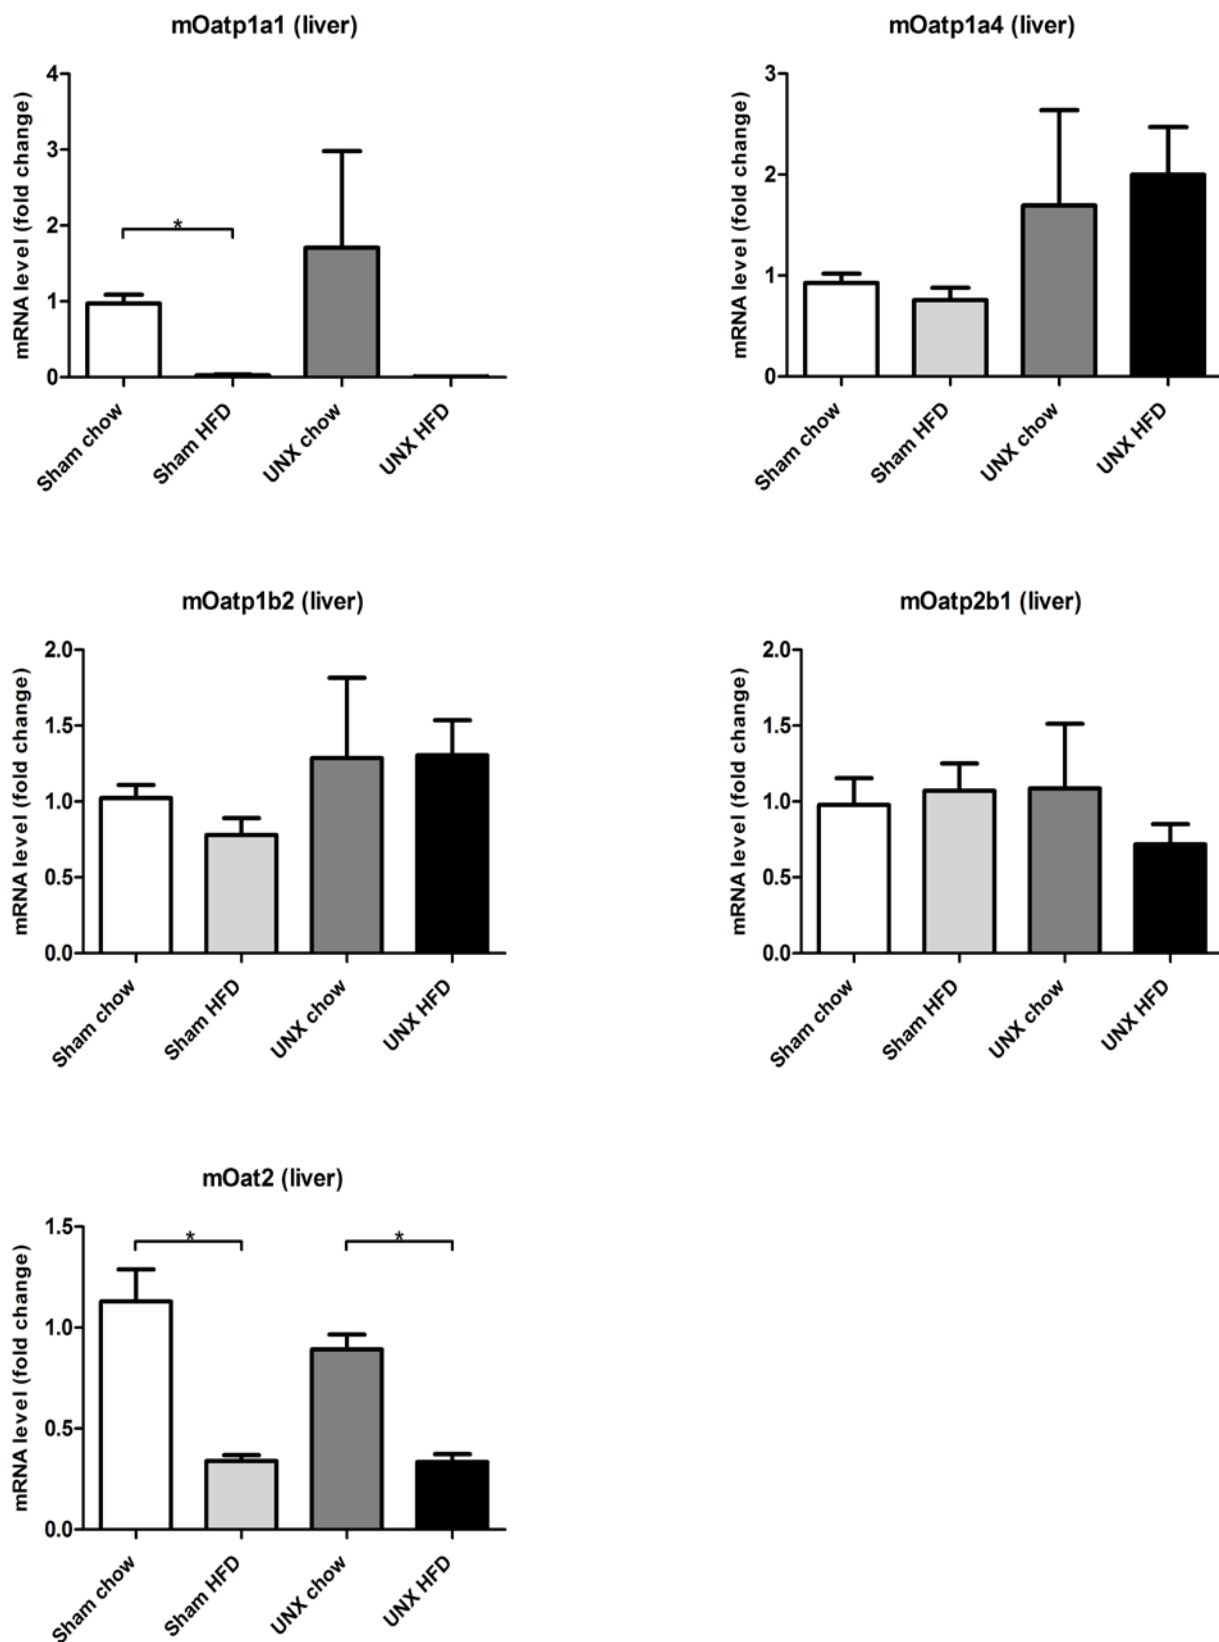 mOatp1a1 (liver)
mRNA level (fold change)
4
3
2
1
0
*
Sham chow
Sham HFD
UNX chow
UNX HFD
mOatp1a4 (liver)
mRNA level (fold change)
3
2
1
0
Sham chow
Sham HFD
UNX chow
UNX HFD
mOatp1b2 (liver)
mRNA level (fold change)
2.0
1.5
1.0
0.5
0.0
Sham chow
Sham HFD
UNX chow
UNX HFD
mOatp2b1 (liver)
mRNA level (fold change)
2.0
1.5
1.0
0.5
0.0
Sham chow
Sham HFD
UNX chow
UNX HFD
mOat2 (liver)
mRNA level (fold change)
1.5
1.0
0.5
0.0
*
*
Sham chow
Sham HFD
UNX chow
UNX HFD